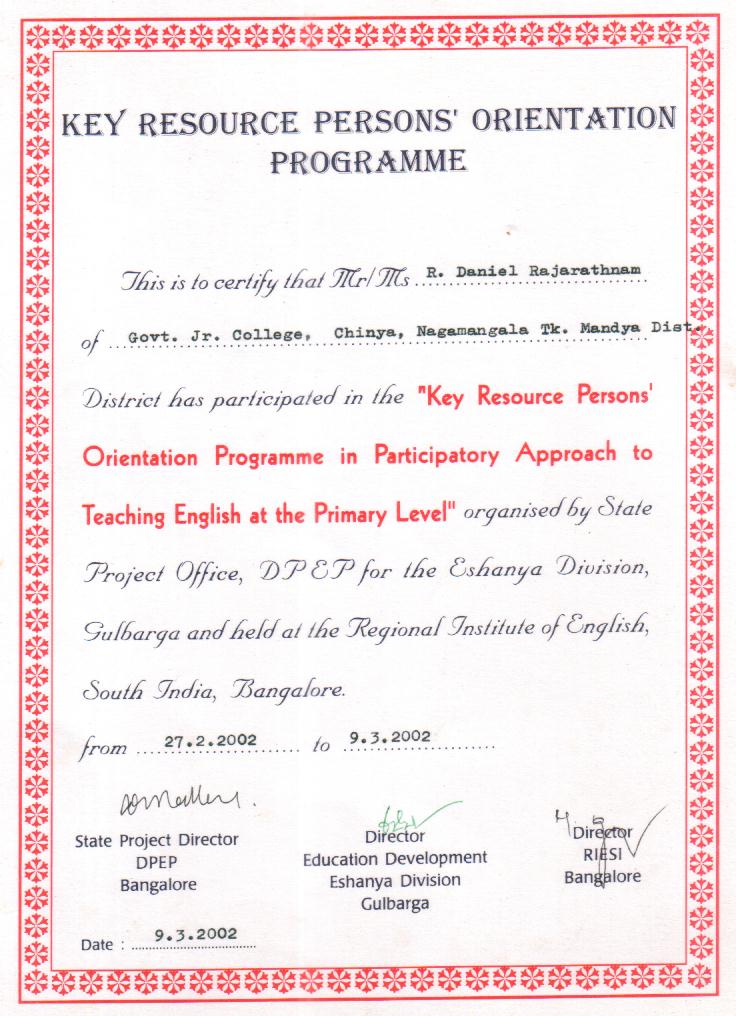 KEY RESOURCE PERSONS' ORIENTATION
PROGRAMME
This is to certify that Mr/Ms R. Daniel Rajarathnam
of Govt. Jr. College, Chinya, Nagamangala Tk. Mandya Dist.
District has participated in the "Key Resource Persons'
Orientation Programme in Participatory Approach to
Teaching English at the Primary Level" organised by State
Project Office, DPEP for the Eshanya Division,
Gulbarga and held at the Regional Institute of English,
South India, Bangalore.
from 27.2.2002 to 9.3.2002
State Project Director
DPEP
Bangalore
Director
Education Development
Eshanya Division
Gulbarga
Director
RIESI
Bangalore
Date : 9.3.2002